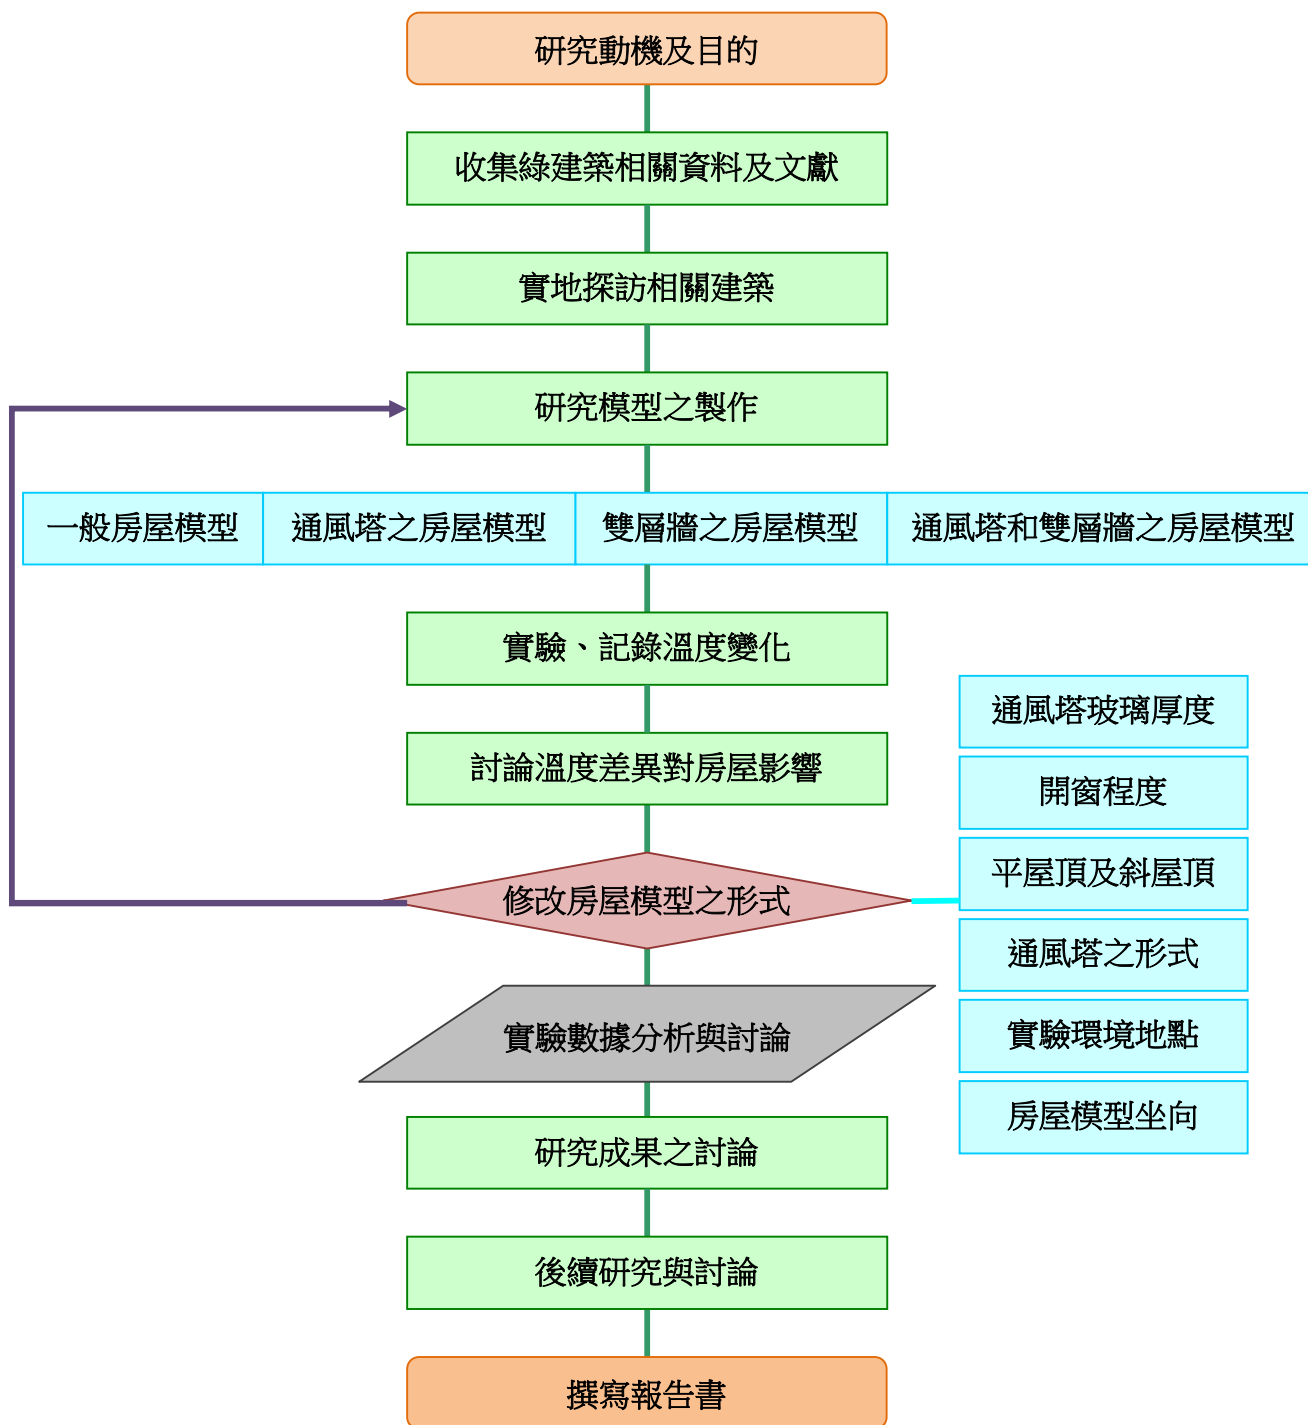 研究動機及目的
收集綠建築相關資料及文獻
實地探訪相關建築
研究模型之製作
一般房屋模型
通風塔之房屋模型
雙層牆之房屋模型
通風塔和雙層牆之房屋模型
實驗、記錄溫度變化
討論溫度差異對房屋影響
修改房屋模型之形式
通風塔玻璃厚度
開窗程度
平屋頂及斜屋頂
通風塔之形式
實驗環境地點
房屋模型坐向
實驗數據分析與討論
研究成果之討論
後續研究與討論
撰寫報告書